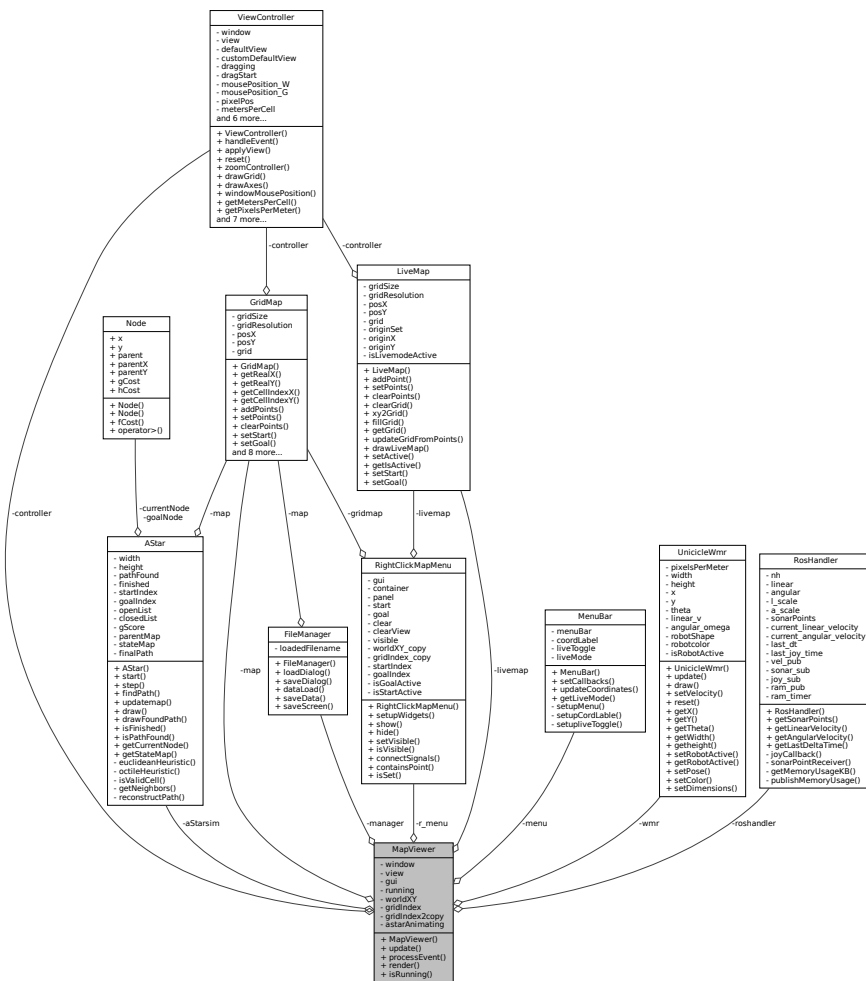 ViewController
- window
- view
- defaultView
- customDefaultView
- dragging
- dragStart
- mousePosition_W
- mousePosition_G
- pixelPos
- metersPerCell
and 6 more...
+ ViewController()
+ handleEvent()
+ applyView()
+ reset()
+ zoomController()
+ drawGrid()
+ drawAxes()
+ windowMousePosition()
+ getMetersPerCell()
+ getPixelsPerMeter()
and 7 more...
-controller
-controller
LiveMap
- gridSize
- gridResolution
- posX
- posY
- grid
- originSet
- originX
- originY
- isLivemodeActive
+ LiveMap()
+ addPoint()
+ setPoints()
+ clearPoints()
+ clearGrid()
+ xy2Grid()
+ fillGrid()
+ getGrid()
+ updateGridFromPoints()
+ drawLiveMap()
+ setActive()
+ getIsActive()
+ setStart()
+ setGoal()
GridMap
- gridSize
- gridResolution
- posX
- posY
- grid
+ GridMap()
+ getRealX()
+ getRealY()
+ getCellIndexX()
+ getCellIndexY()
+ addPoints()
+ setPoints()
+ clearPoints()
+ setStart()
+ setGoal()
and 8 more...
Node
+ x
+ y
+ parent
+ parentX
+ parentY
+ gCost
+ hCost
+ Node()
+ Node()
+ fCost()
+ operator>()
-controller
-currentNode
-goalNode
-map
-map
-gridmap
-livemap
AStar
- width
- height
- pathFound
- finished
- startIndex
- goalIndex
- openList
- closedList
- gScore
- parentMap
- stateMap
- finalPath
+ AStar()
+ start()
+ step()
+ findPath()
+ updatemap()
+ draw()
+ drawFoundPath()
+ isFinished()
+ isPathFound()
+ getCurrentNode()
+ getStateMap()
- euclideanHeuristic()
- octileHeuristic()
- isValidCell()
- getNeighbors()
- reconstructPath()
-map
FileManager
- loadedFilename
+ FileManager()
+ loadDialog()
+ saveDialog()
+ dataLoad()
+ saveData()
+ saveScreen()
RightClickMapMenu
- gui
- container
- panel
- start
- goal
- clear
- clearView
- visible
- worldXY_copy
- gridIndex_copy
- startIndex
- goalIndex
- isGoalActive
- isStartActive
+ RightClickMapMenu()
+ setupWidgets()
+ show()
+ hide()
+ setVisible()
+ isVisible()
+ connectSignals()
+ containsPoint()
+ isSet()
-livemap
MenuBar
- menuBar
- coordLabel
- liveToggle
- liveMode
+ MenuBar()
+ setCallbacks()
+ updateCoordinates()
+ getLiveMode()
- setupMenu()
- setupCordLable()
- setupliveToggle()
UnicicleWmr
- pixelsPerMeter
- width
- height
- x
- y
- theta
- linear_v
- angular_omega
- robotShape
- robotcolor
- isRobotActive
+ UnicicleWmr()
+ update()
+ draw()
+ setVelocity()
+ reset()
+ getX()
+ getY()
+ getTheta()
+ getWidth()
+ getheight()
+ setRobotActive()
+ getRobotActive()
+ setPose()
+ setColor()
+ setDimensions()
RosHandler
- nh
- linear
- angular
- l_scale
- a_scale
- sonarPoints
- current_linear_velocity
- current_angular_velocity
- last_dt
- last_joy_time
- vel_pub
- sonar_sub
- joy_sub
- ram_pub
- ram_timer
+ RosHandler()
+ getSonarPoints()
+ getLinearVelocity()
+ getAngularVelocity()
+ getLastDeltaTime()
- joyCallback()
- sonarPointReceiver()
- getMemoryUsageKB()
- publishMemoryUsage()
-aStarsim
-manager
-r_menu
-menu
-wmr
-roshandler
MapViewer
- window
- view
- gui
- running
- worldXY
- gridIndex
- gridIndex2copy
- astarAnimating
+ MapViewer()
+ update()
+ processEvent()
+ render()
+ isRunning()